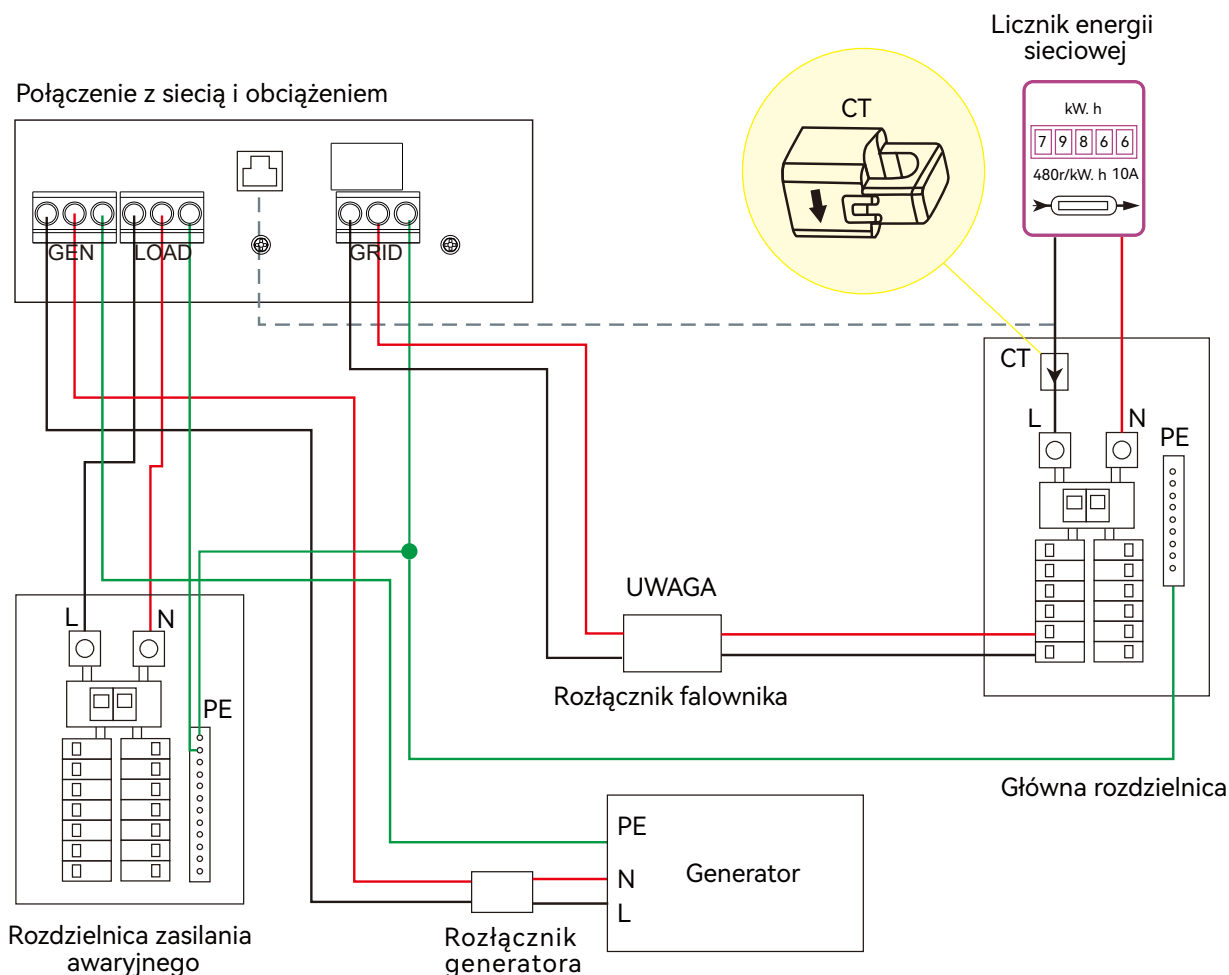 Licznik energii
sieciowej
Połączenie z siecią i obciążeniem
CT
kW. h
7 9 8 6 6
480r/kW. h 10A
GEN LOAD GRID
CT
L N PE
UWAGA
L N
PE
Rozłącznik falownika
Główna rozdzielnica
PE
N Generator
L
Rozdzielnica zasilania
awaryjnego
Rozłącznik
generatora